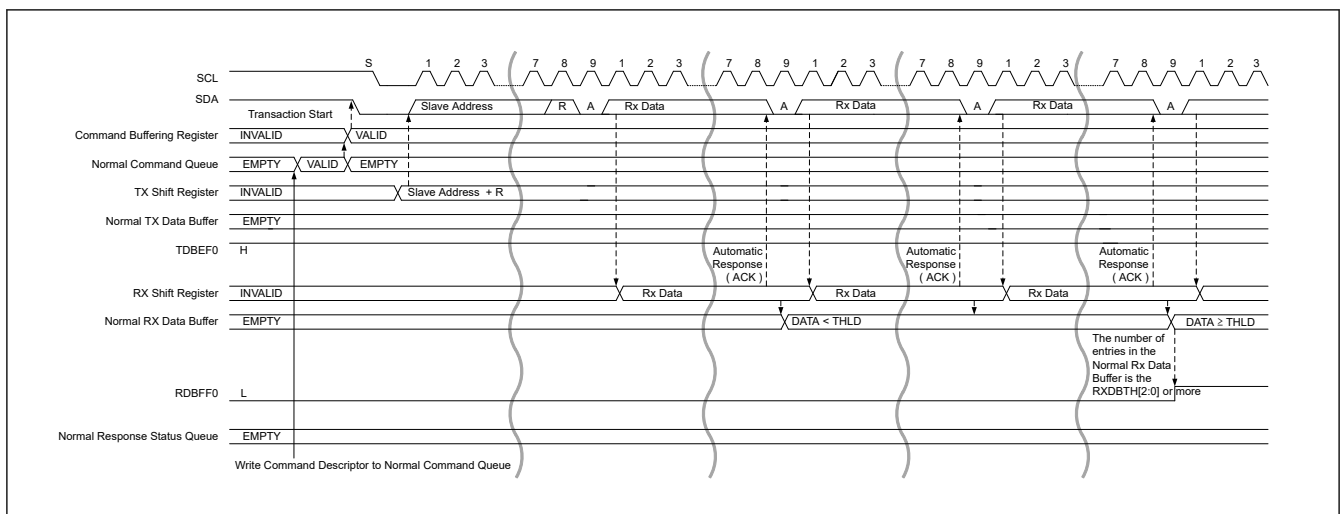 S 1 2 3 7 8 9 1 2 3 7 8 9 1 2 3 7 8 9 1 2 3 7 8 9 1 2 3
SCL
SDA Slave Address R A Rx Data A Rx Data A Rx Data A
Transaction Start
Command Buffering Register INVALID VALID
Normal Command Queue EMPTY VALID EMPTY
TX Shift Register INVALID Slave Address + R
Normal TX Data Buffer EMPTY
TDBEF0 H
Automatic Response ( ACK ) Automatic Response ( ACK ) Automatic Response ( ACK )
RX Shift Register INVALID Rx Data Rx Data Rx Data
Normal RX Data Buffer EMPTY DATA < THLD DATA ≥ THLD
The number of
entries in the
Normal Rx Data
Buffer is the
RXDBTH[2:0] or more
RDBFF0 L
Normal Response Status Queue EMPTY
Write Command Descriptor to Normal Command Queue